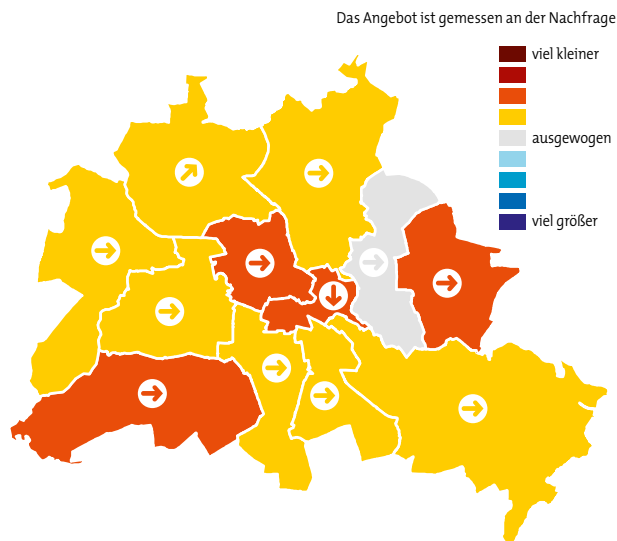 Das Angebot ist gemessen an der Nachfrage
viel kleiner
ausgewogen
viel größer